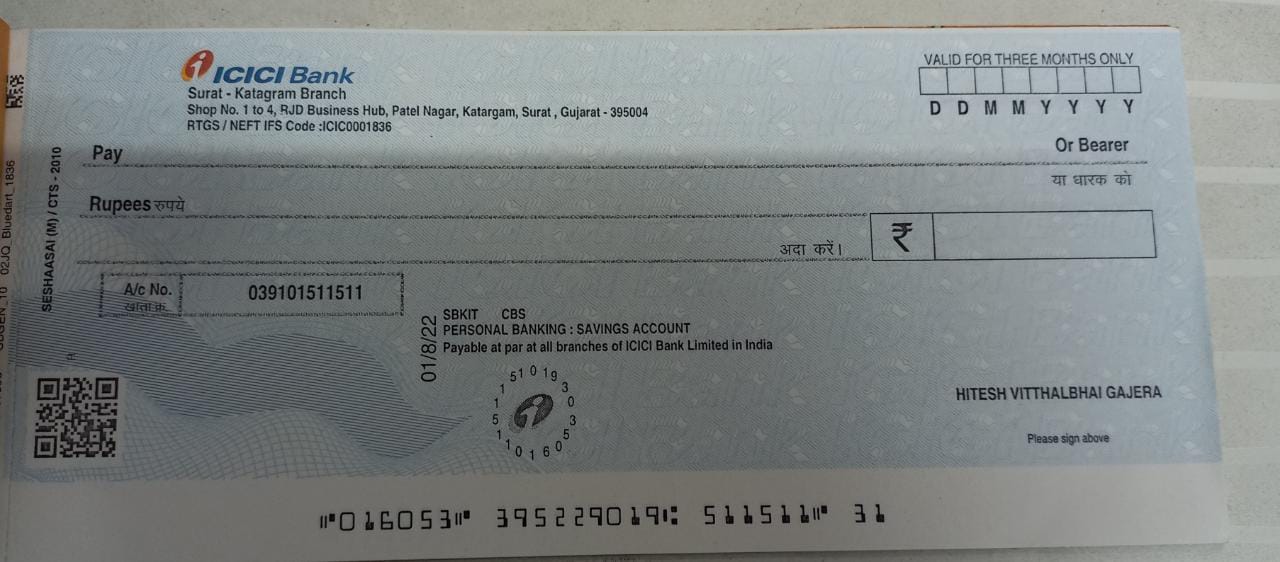 ICICI Bank
Surat - Katagram Branch
Shop No. 1 to 4, RJD Business Hub, Patel Nagar, Katargam, Surat , Gujarat - 395004
RTGS / NEFT IFS Code :ICIC0001836
VALID FOR THREE MONTHS ONLY
D D M M Y Y Y Y
Pay
Or Bearer
या धारक को
Rupees रुपये
अदा करें।
₹
A/c No.
खाता क्र.
039101511511
SBKIT CBS
PERSONAL BANKING : SAVINGS ACCOUNT
Payable at par at all branches of ICICI Bank Limited in India
01/8/22
HITESH VITTHALBHAI GAJERA
Please sign above
SESHAASAI (M) / CTS - 2010
02JQ_Bluedart_1836
016053 395229019 511511 31